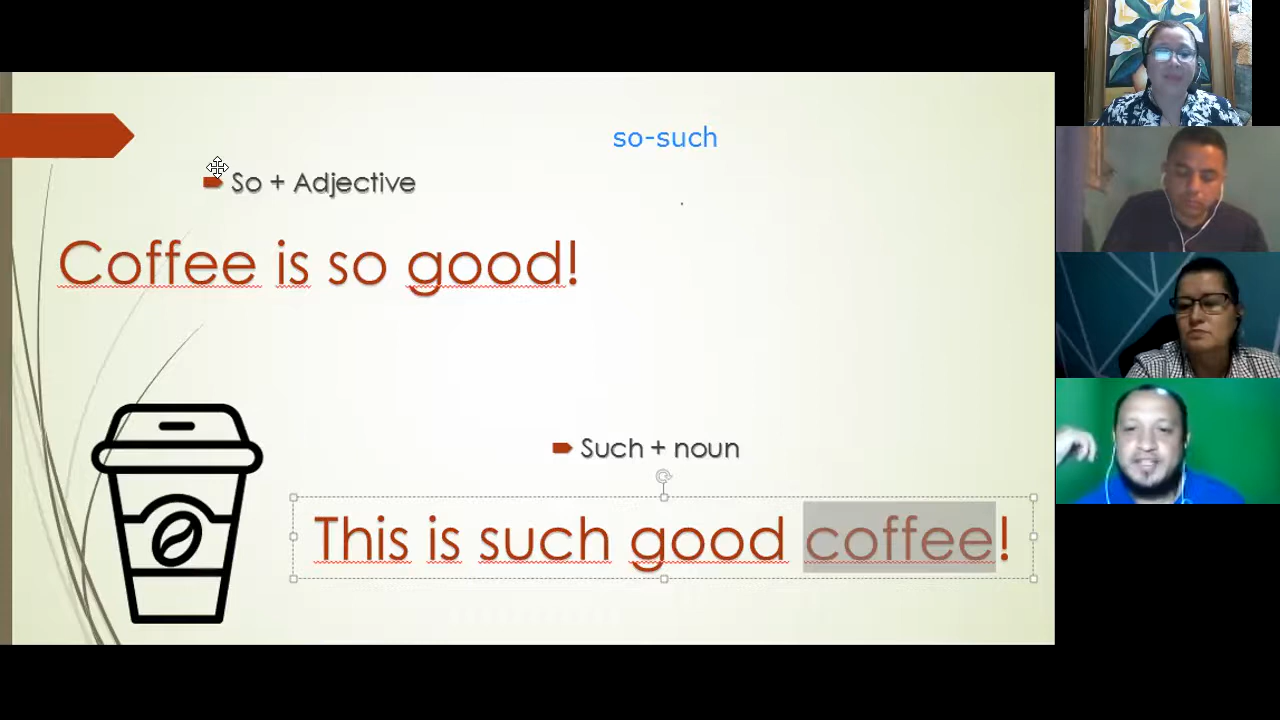 so-such
So + Adjective
Coffee is so good!
Such + noun
This is such good coffee!